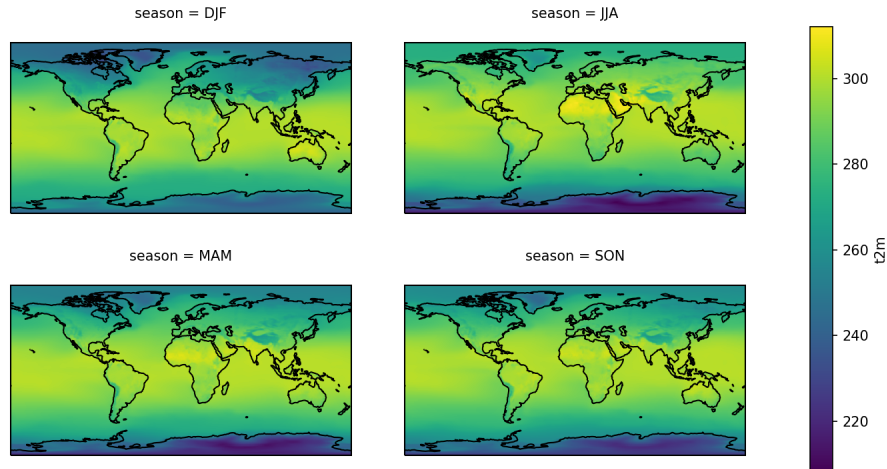 season = DJF
season = JJA
season = MAM
season = SON
300
280
260
240
220
t2m